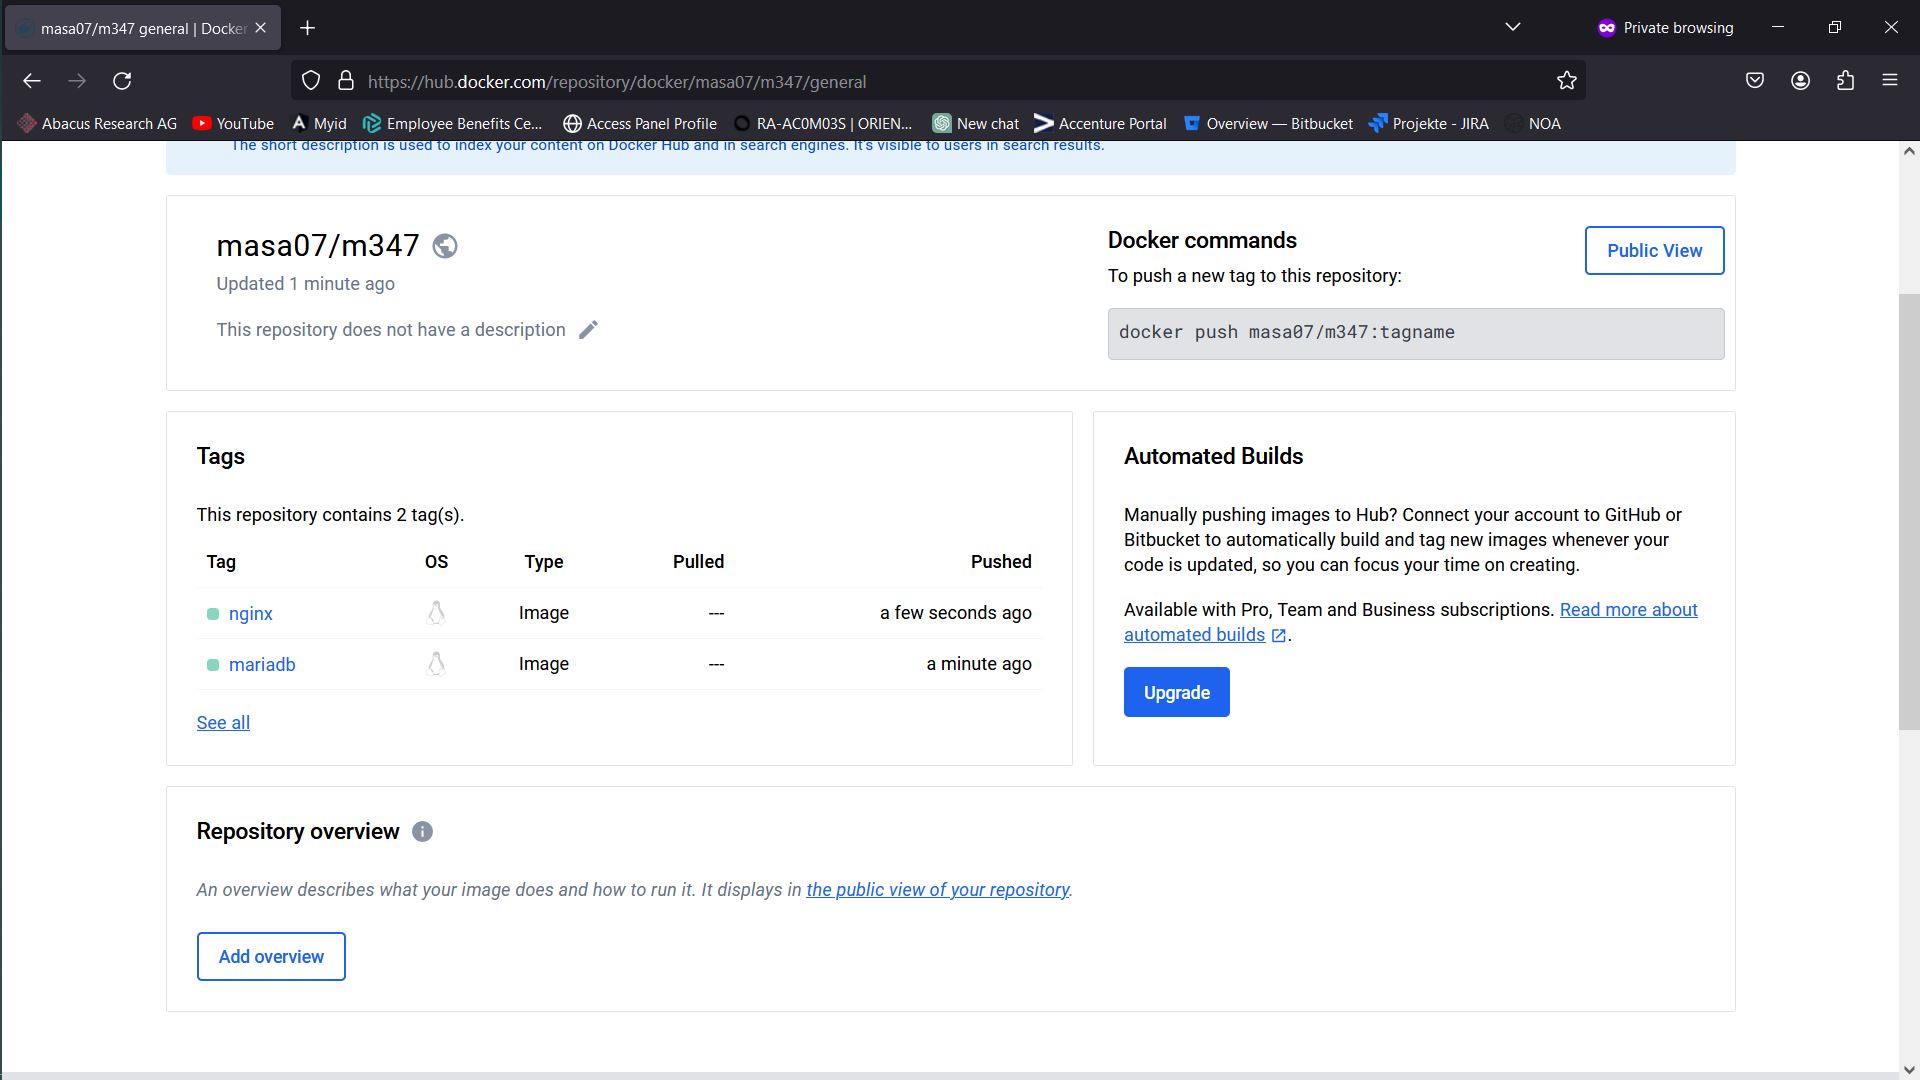 masa07/m347 general | Docker
Private browsing
https://hub.docker.com/repository/docker/masa07/m347/general
Abacus Research AG YouTube Myid Employee Benefits Ce... Access Panel Profile RA-AC0M03S | ORIEN... New chat Accenture Portal Overview — Bitbucket Projekte - JIRA NOA
The short description is used to index your content on Docker Hub and in search engines. It's visible to users in search results.
masa07/m347
Updated 1 minute ago
This repository does not have a description
Docker commands
Public View
To push a new tag to this repository:
docker push masa07/m347:tagname
Tags
This repository contains 2 tag(s).
Tag OS Type Pulled Pushed
nginx Image --- a few seconds ago
mariadb Image --- a minute ago
See all
Automated Builds
Manually pushing images to Hub? Connect your account to GitHub or
Bitbucket to automatically build and tag new images whenever your
code is updated, so you can focus your time on creating.
Available with Pro, Team and Business subscriptions. Read more about
automated builds.
Upgrade
Repository overview
An overview describes what your image does and how to run it. It displays in the public view of your repository.
Add overview